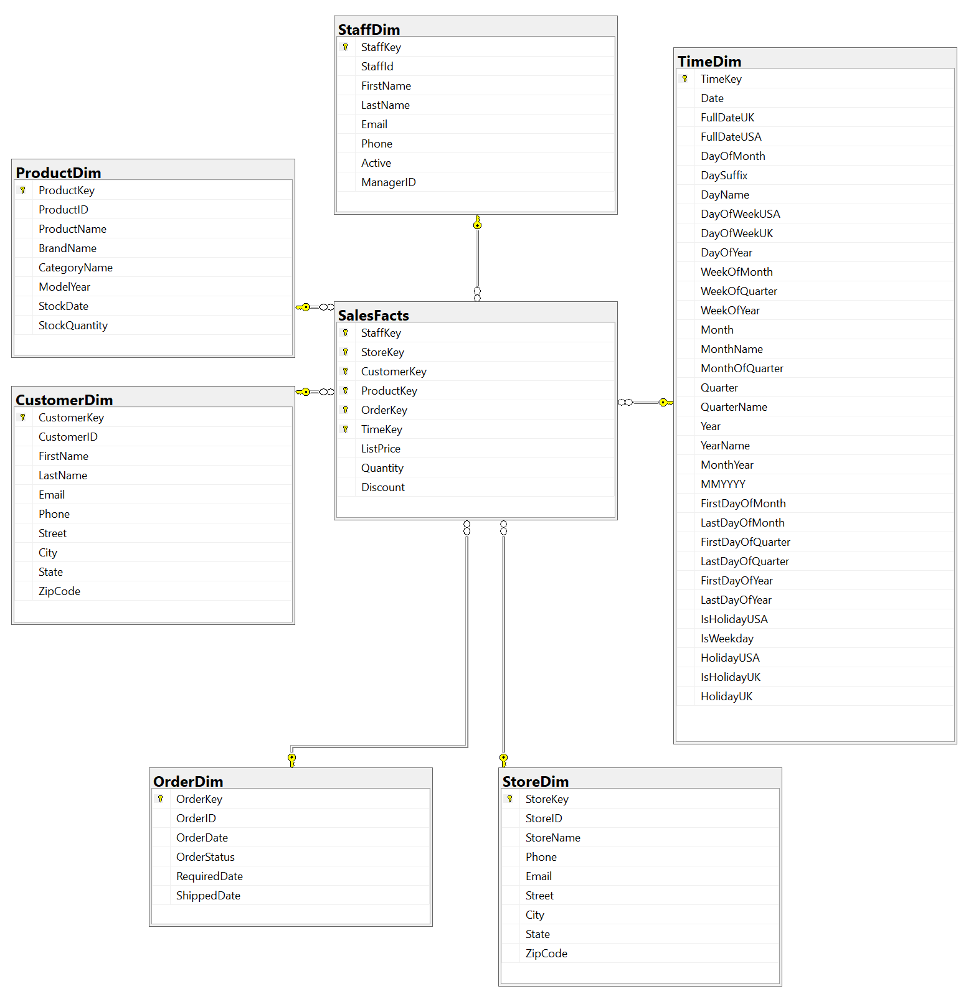 StaffDim
StaffKey
StaffId
FirstName
LastName
Email
Phone
Active
ManagerID
TimeDim
TimeKey
Date
FullDateUK
FullDateUSA
DayOfMonth
DaySuffix
DayName
DayOfWeekUSA
DayOfWeekUK
DayOfYear
WeekOfMonth
WeekOfQuarter
WeekOfYear
Month
MonthName
MonthOfQuarter
Quarter
QuarterName
Year
YearName
MonthYear
MMYYYY
FirstDayOfMonth
LastDayOfMonth
FirstDayOfQuarter
LastDayOfQuarter
FirstDayOfYear
LastDayOfYear
IsHolidayUSA
IsWeekday
HolidayUSA
IsHolidayUK
HolidayUK
ProductDim
ProductKey
ProductID
ProductName
BrandName
CategoryName
ModelYear
StockDate
StockQuantity
SalesFacts
StaffKey
StoreKey
CustomerKey
ProductKey
OrderKey
TimeKey
ListPrice
Quantity
Discount
CustomerDim
CustomerKey
CustomerID
FirstName
LastName
Email
Phone
Street
City
State
ZipCode
OrderDim
OrderKey
OrderID
OrderDate
OrderStatus
RequiredDate
ShippedDate
StoreDim
StoreKey
StoreID
StoreName
Phone
Email
Street
City
State
ZipCode